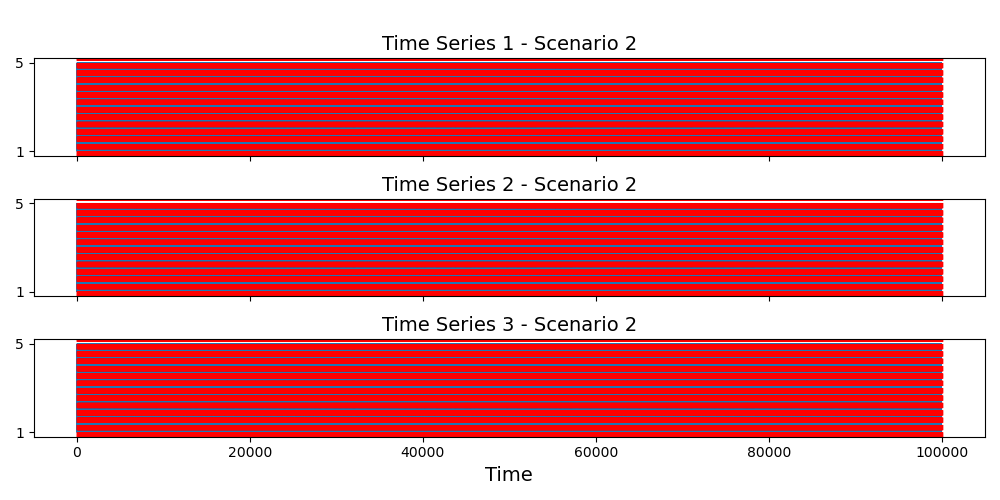 Time Series 1 - Scenario 2
5
1
Time Series 2 - Scenario 2
5
1
Time Series 3 - Scenario 2
5
1
0 20000 40000 60000 80000 100000
Time